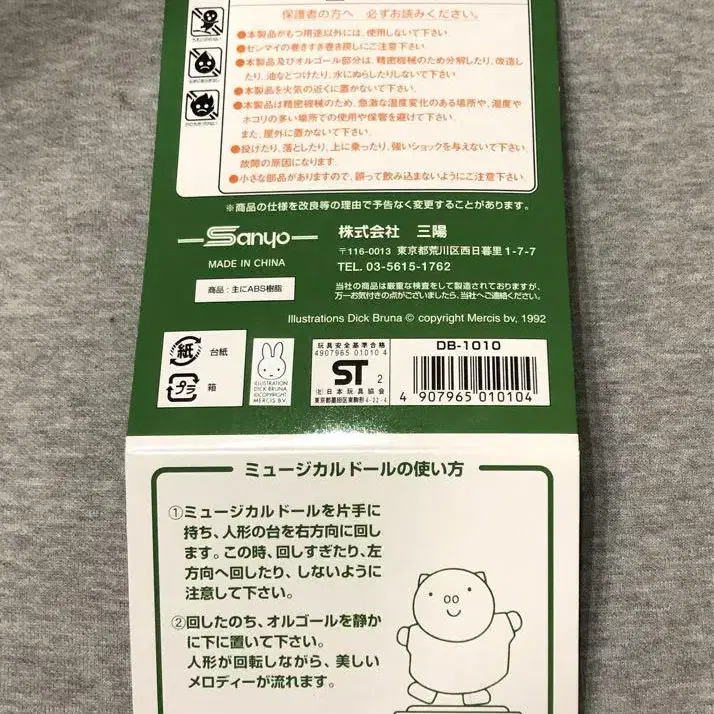 保護者の方へ 必ずお読みください。
●本製品がもつ用途以外には、使用しないで下さい。
●ゼンマイの巻きすぎ巻き戻しにご注意下さい。
●本製品及びオルゴール部分は、精密機械のため分解したり、改造し
たり、油などつけたり、水にぬらしたりしないで下さい。
●本製品を火気の近くに置かないで下さい。
●本製品は精密機械のため、急激な温度変化のある場所や、湿度や
ホコリの多い場所での使用や保管を避けて下さい。
また、屋外に置かないで下さい。
●投げたり、落としたり、上に乗ったり、強いショックを与えないで下さい。
故障の原因になります。
●小さな部品がありますので、誤って飲み込まないようにご注意下さい。
※商品の仕様を改良等の理由で予告なく変更することがあります。
Sanyo
株式会社 三陽
〒116-0013 東京都荒川区西日暮里1-7-7
MADE IN CHINA
TEL. 03-5615-1762
商品：主にABS樹脂
当社の商品は厳重な検査をして製造されておりますが、
万一お気付きの点がございましたら、当社へご連絡ください。
Illustrations Dick Bruna © copyright Mercis bv, 1992
紙 台紙
プラ 箱
ILLUSTRATION
DICK BRUNA
©COPYRIGHT
MERCIS BV.
玩具安全基準合格
4907965 01010 4
ST 2
(社)日本玩具協会
東京都墨田区東駒形4-22-4
DB-1010
4 907965 010104
ミュージカルドールの使い方
①ミュージカルドールを片手に
持ち、人形の台を右方向に回し
ます。この時、回しすぎたり、左
方向へ回したり、しないように
注意して下さい。
②回したのち、オルゴールを静か
に下に置いて下さい。
人形が回転しながら、美しい
メロディーが流れます。